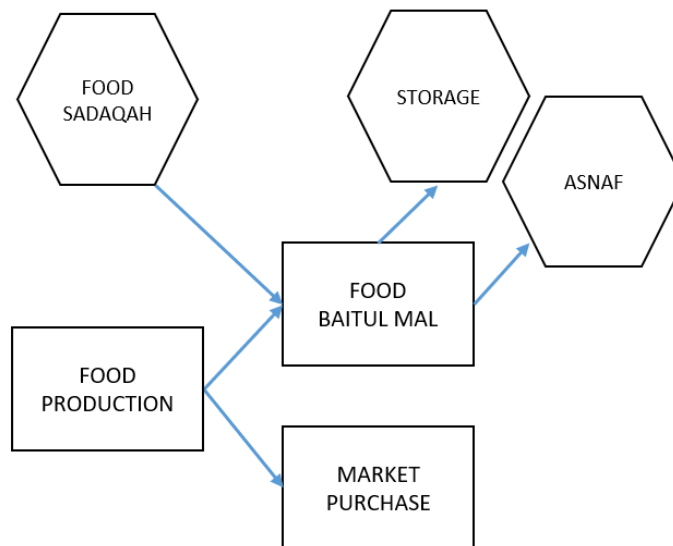 FOOD
SADAQAH
STORAGE
ASNAF
FOOD
BAITUL MAL
FOOD
PRODUCTION
MARKET
PURCHASE